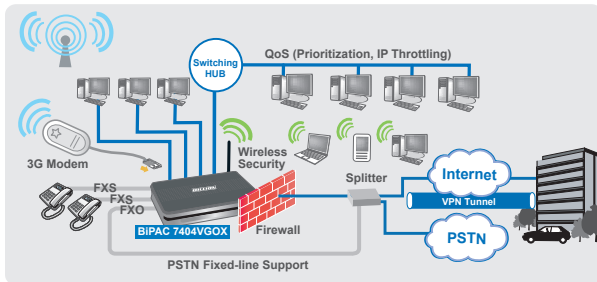 QoS (Prioritization, IP Throttling)
Switching
HUB
3G Modem
Wireless
Security
Splitter
Internet
VPN Tunnel
PSTN
FXS
FXS
FXO
BiPAC 7404VGOX
Firewall
PSTN Fixed-line Support